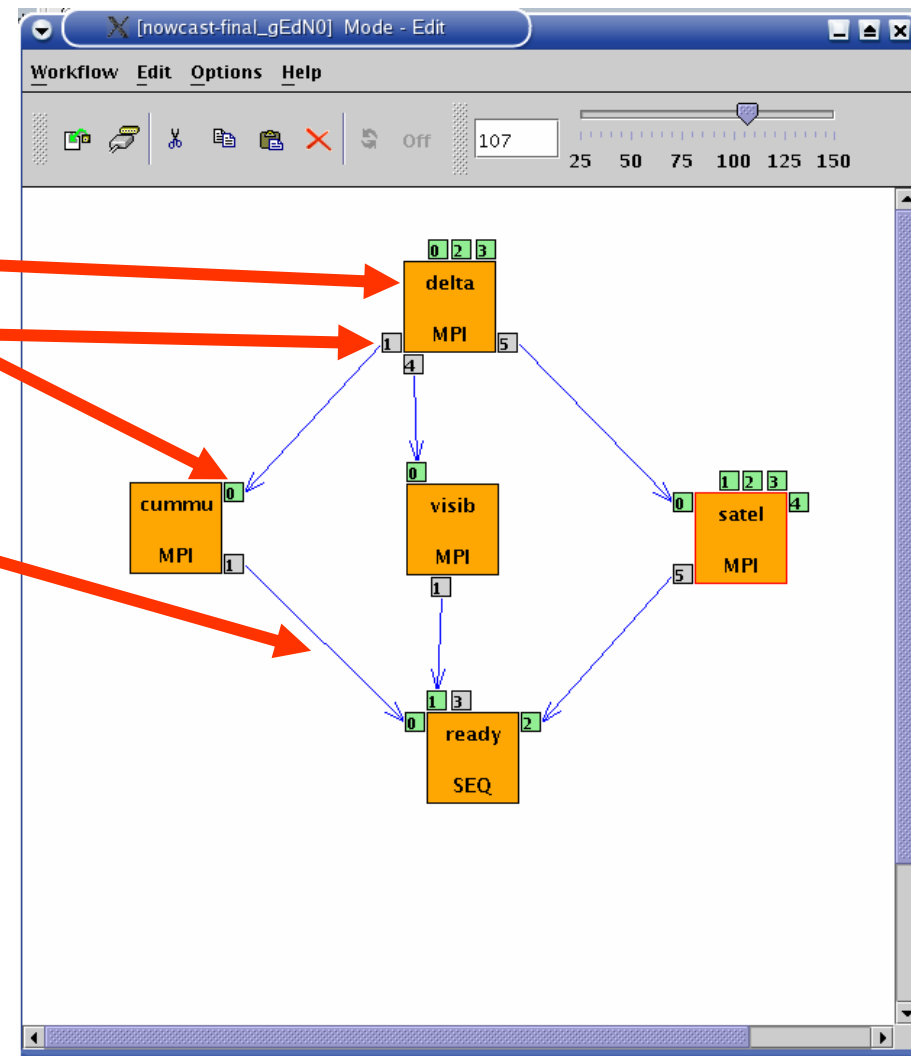 [nowcast-final_gEdN0] Mode - Edit
Workflow Edit Options Help
Off 107
25 50 75 100 125 150
0 2 3
delta
MPI
1 5
4
0
cummu
MPI
1
0
visib
MPI
1
1 2 3
0 4
satel
MPI
5
1 3
0 2
ready
SEQ